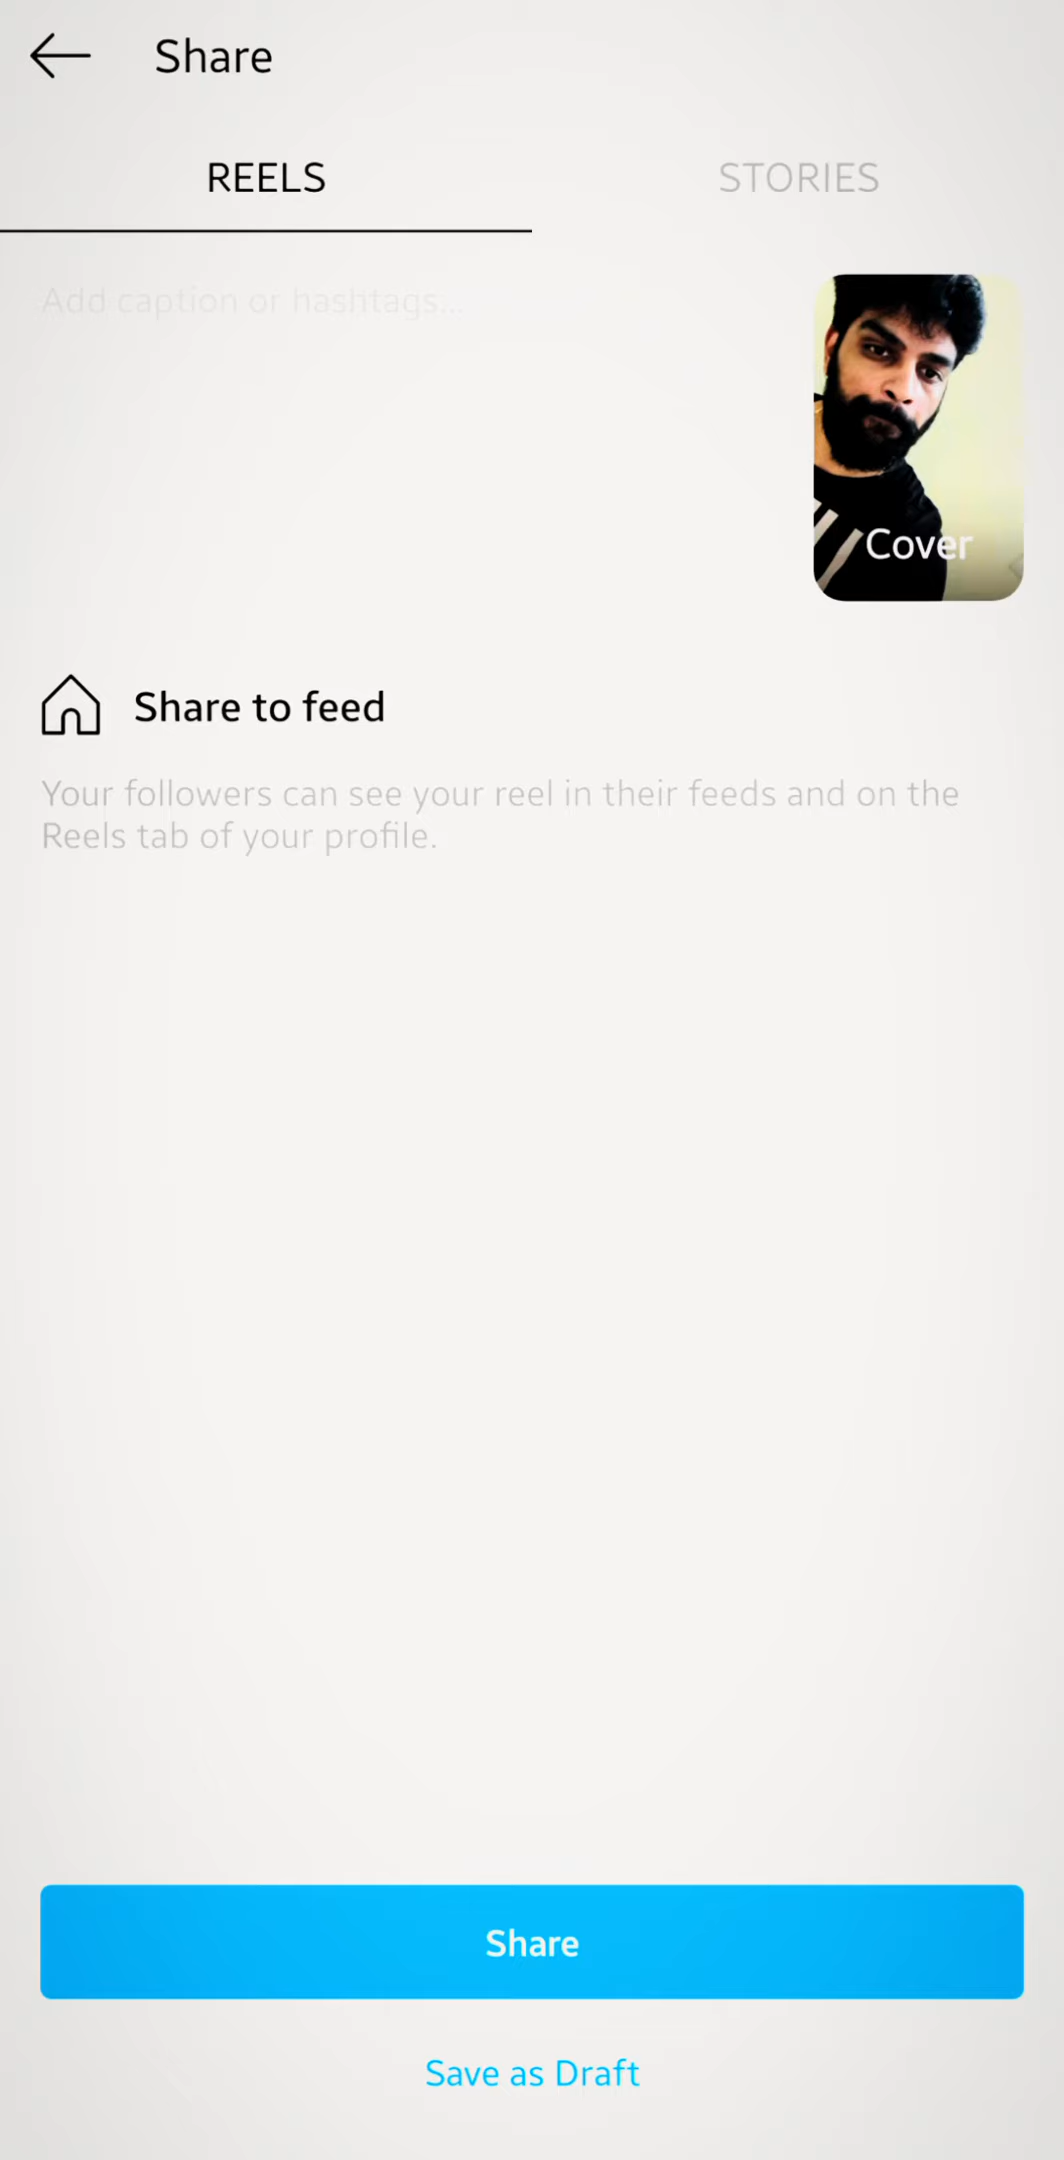 Share
REELS
STORIES
Add caption or hashtags...
Cover
Share to feed
Your followers can see your reel in their feeds and on the
Reels tab of your profile.
Share
Save as Draft